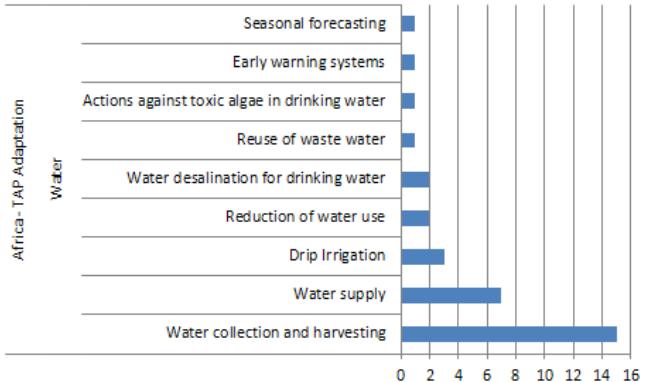 Africa - TAP Adaptation
Water
Seasonal forecasting
Early warning systems
Actions against toxic algae in drinking water
Reuse of waste water
Water desalination for drinking water
Reduction of water use
Drip Irrigation
Water supply
Water collection and harvesting
0 2 4 6 8 10 12 14 16